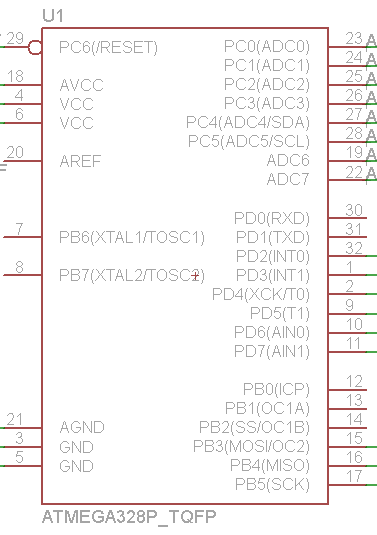 U1
29 PC6(/RESET) PC0(ADC0) 23 A
PC1(ADC1) 24 A
18 AVCC PC2(ADC2) 25 A
4 VCC PC3(ADC3) 26 A
6 VCC PC4(ADC4/SDA) 27 A
PC5(ADC5/SCL) 28 A
20 AREF ADC6 19 A
ADC7 22 A
PD0(RXD) 30
7 PB6(XTAL1/TOSC1) PD1(TXD) 31
PD2(INT0) 32
8 PB7(XTAL2/TOSC2) PD3(INT1) 1
PD4(XCK/T0) 2
PD5(T1) 9
PD6(AIN0) 10
PD7(AIN1) 11
PB0(ICP) 12
PB1(OC1A) 13
21 AGND PB2(SS/OC1B) 14
3 GND PB3(MOSI/OC2) 15
5 GND PB4(MISO) 16
PB5(SCK) 17
ATMEGA328P_TQFP